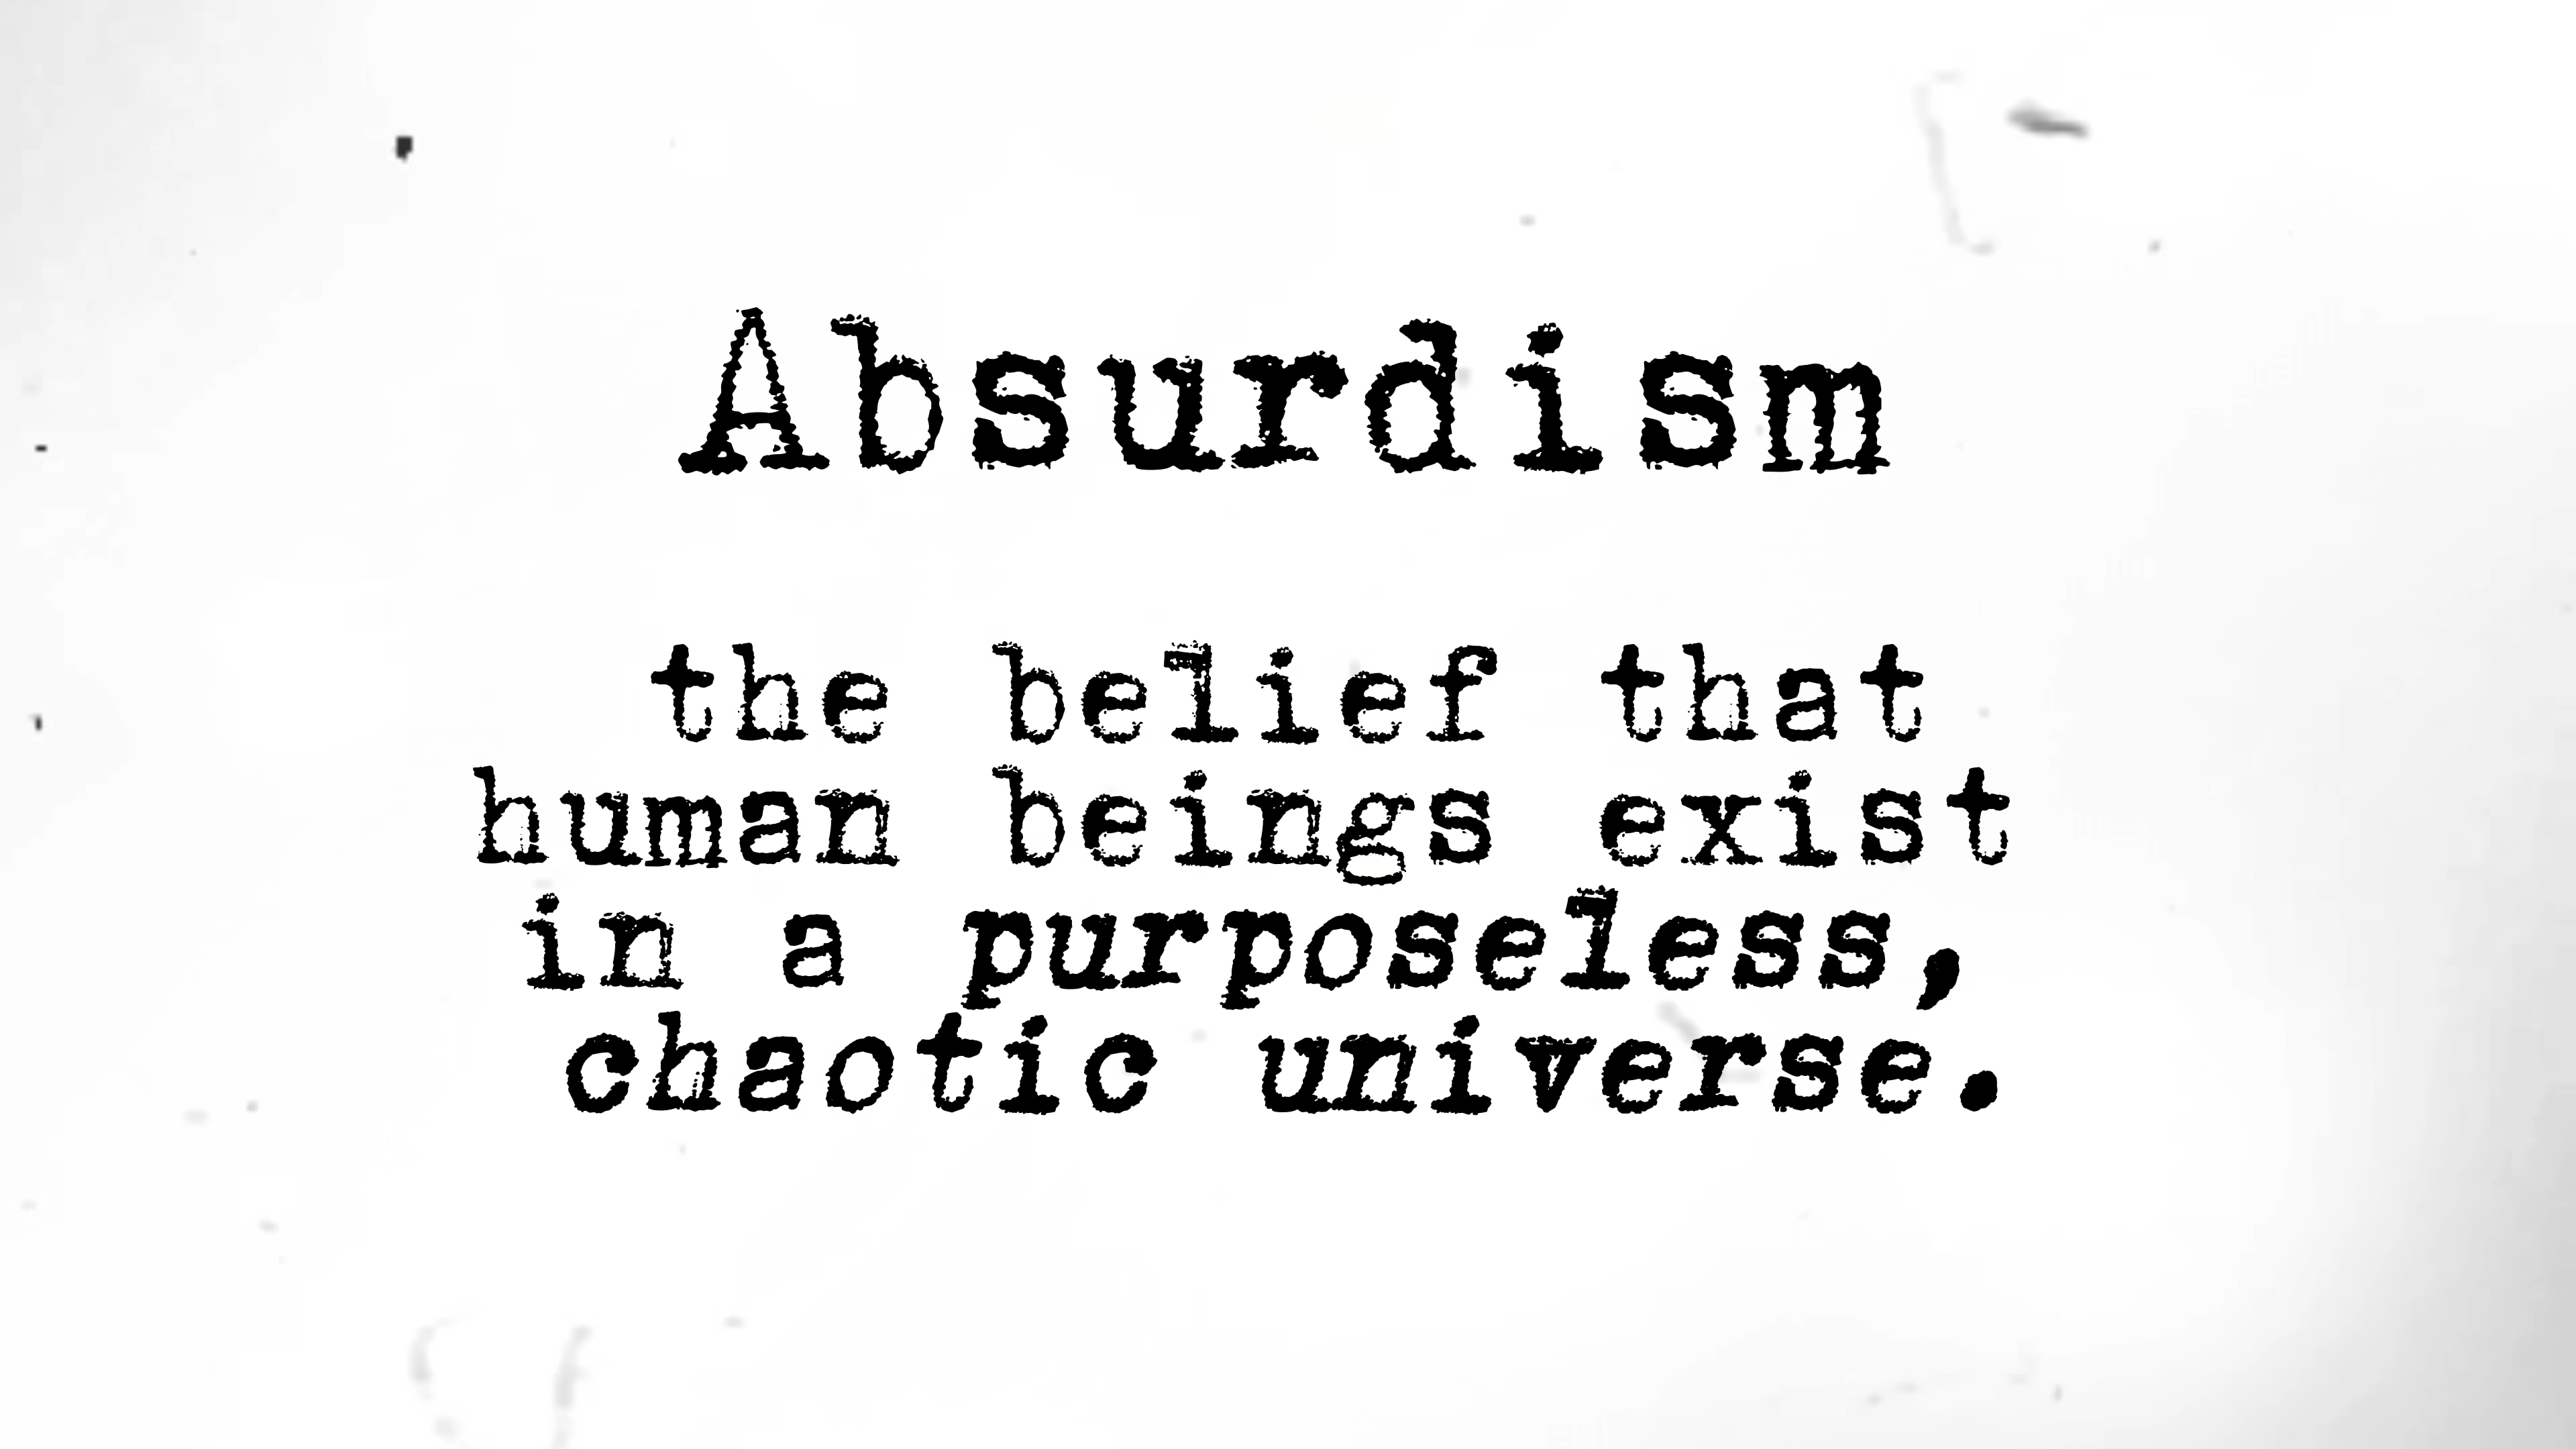 Absurdism
the belief that
human beings exist
in a purposeless,
chaotic universe.